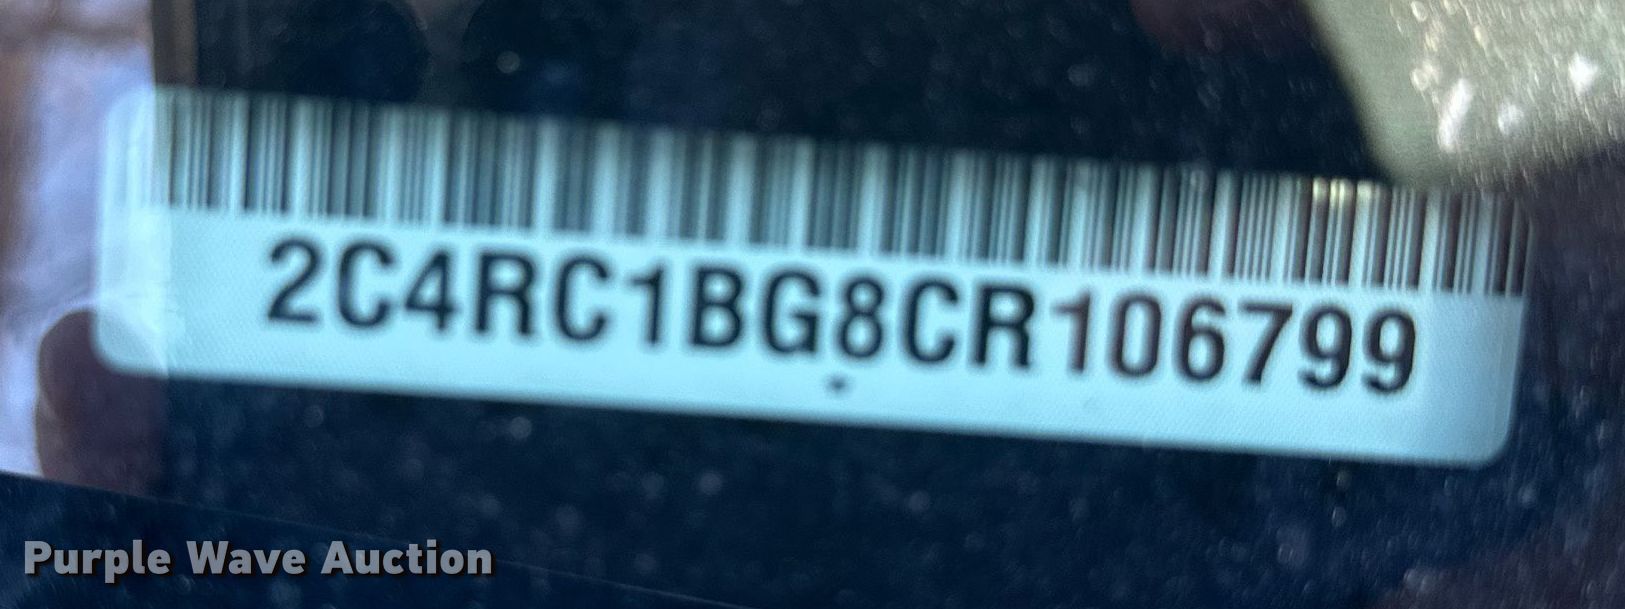 2C4RC1BG8CR106799
Purple Wave Auction